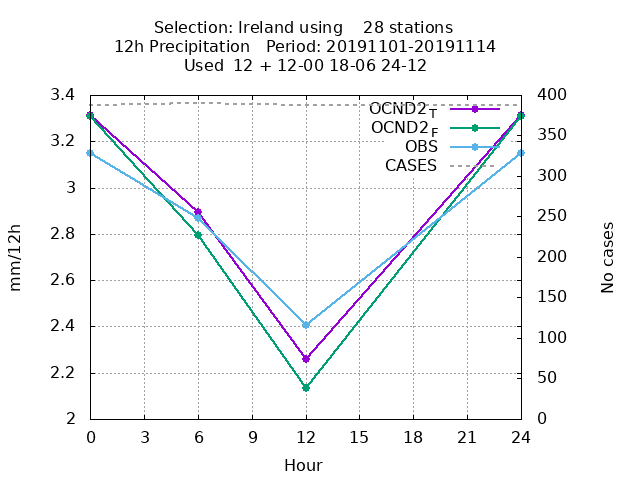 Selection: Ireland using    28 stations
12h Precipitation   Period: 20191101-20191114
Used  12 + 12-00 18-06 24-12
3.4
3.2
3
2.8
2.6
2.4
2.2
2
mm/12h
400
350
300
250
200
150
100
50
0
No cases
OCND2T
OCND2F
OBS
CASES
0 3 6 9 12 15 18 21 24
Hour